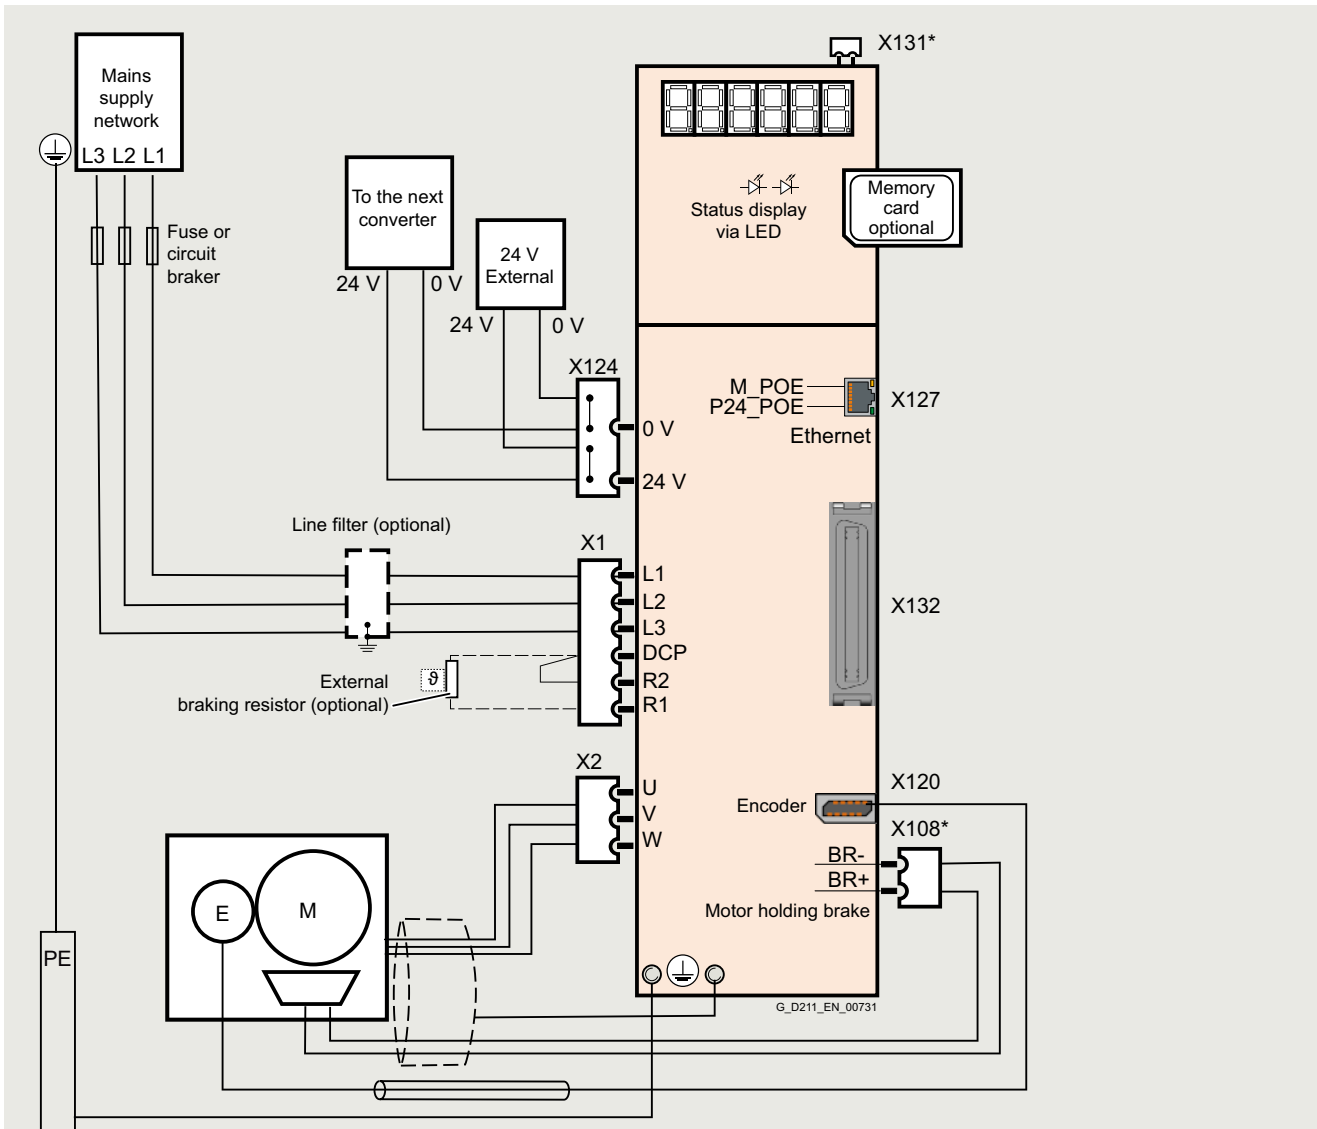 X131*
Mains
supply
network
L3 L2 L1
Fuse or
circuit
braker
To the next
converter
24 V 0 V
24 V
External
24 V 0 V
Status display
via LED
Memory
card
optional
X124
0 V
24 V
M_POE
P24_POE
Ethernet
X127
Line filter (optional)
X1
L1
L2
L3
DCP
R2
R1
ϑ
External
braking resistor (optional)
X132
X2
U
V
W
Encoder
X120
X108*
BR-
BR+
Motor holding brake
E
M
PE
G_D211_EN_00731